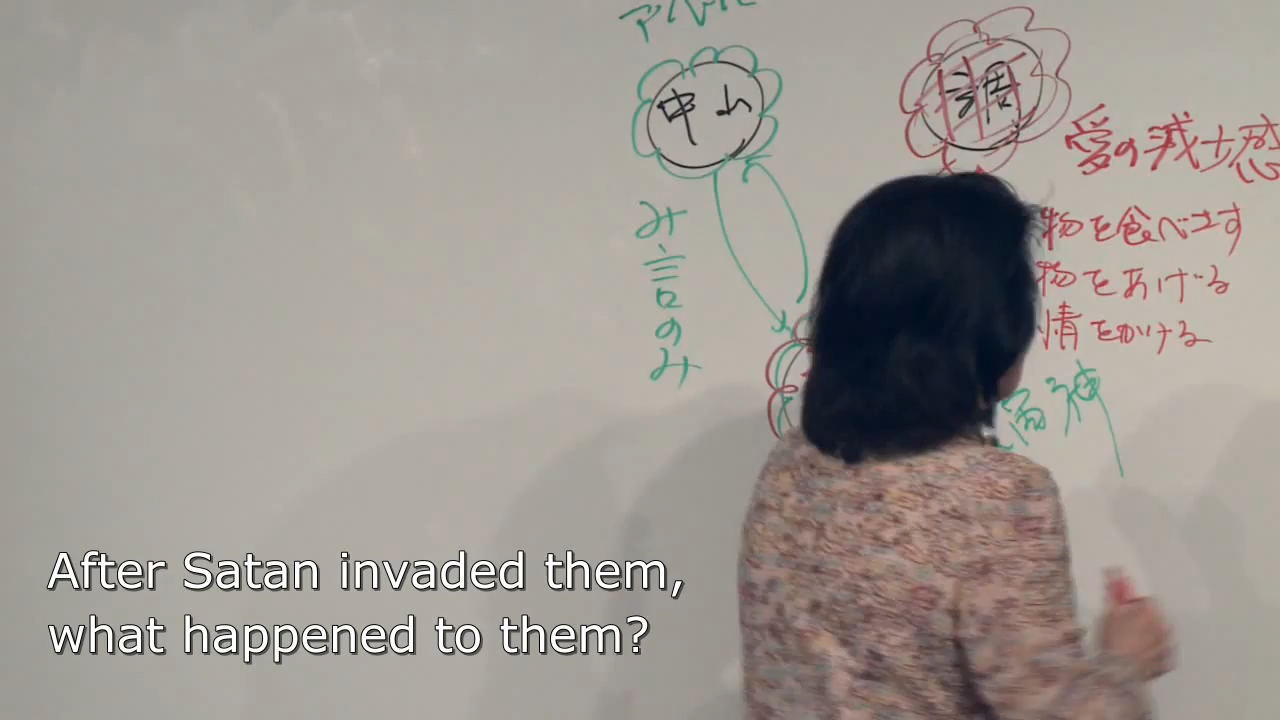 アベル
中山
調
愛の減少感
物を食べさす
物をあげる
情をかける
み言のみ
After Satan invaded them,
what happened to them?